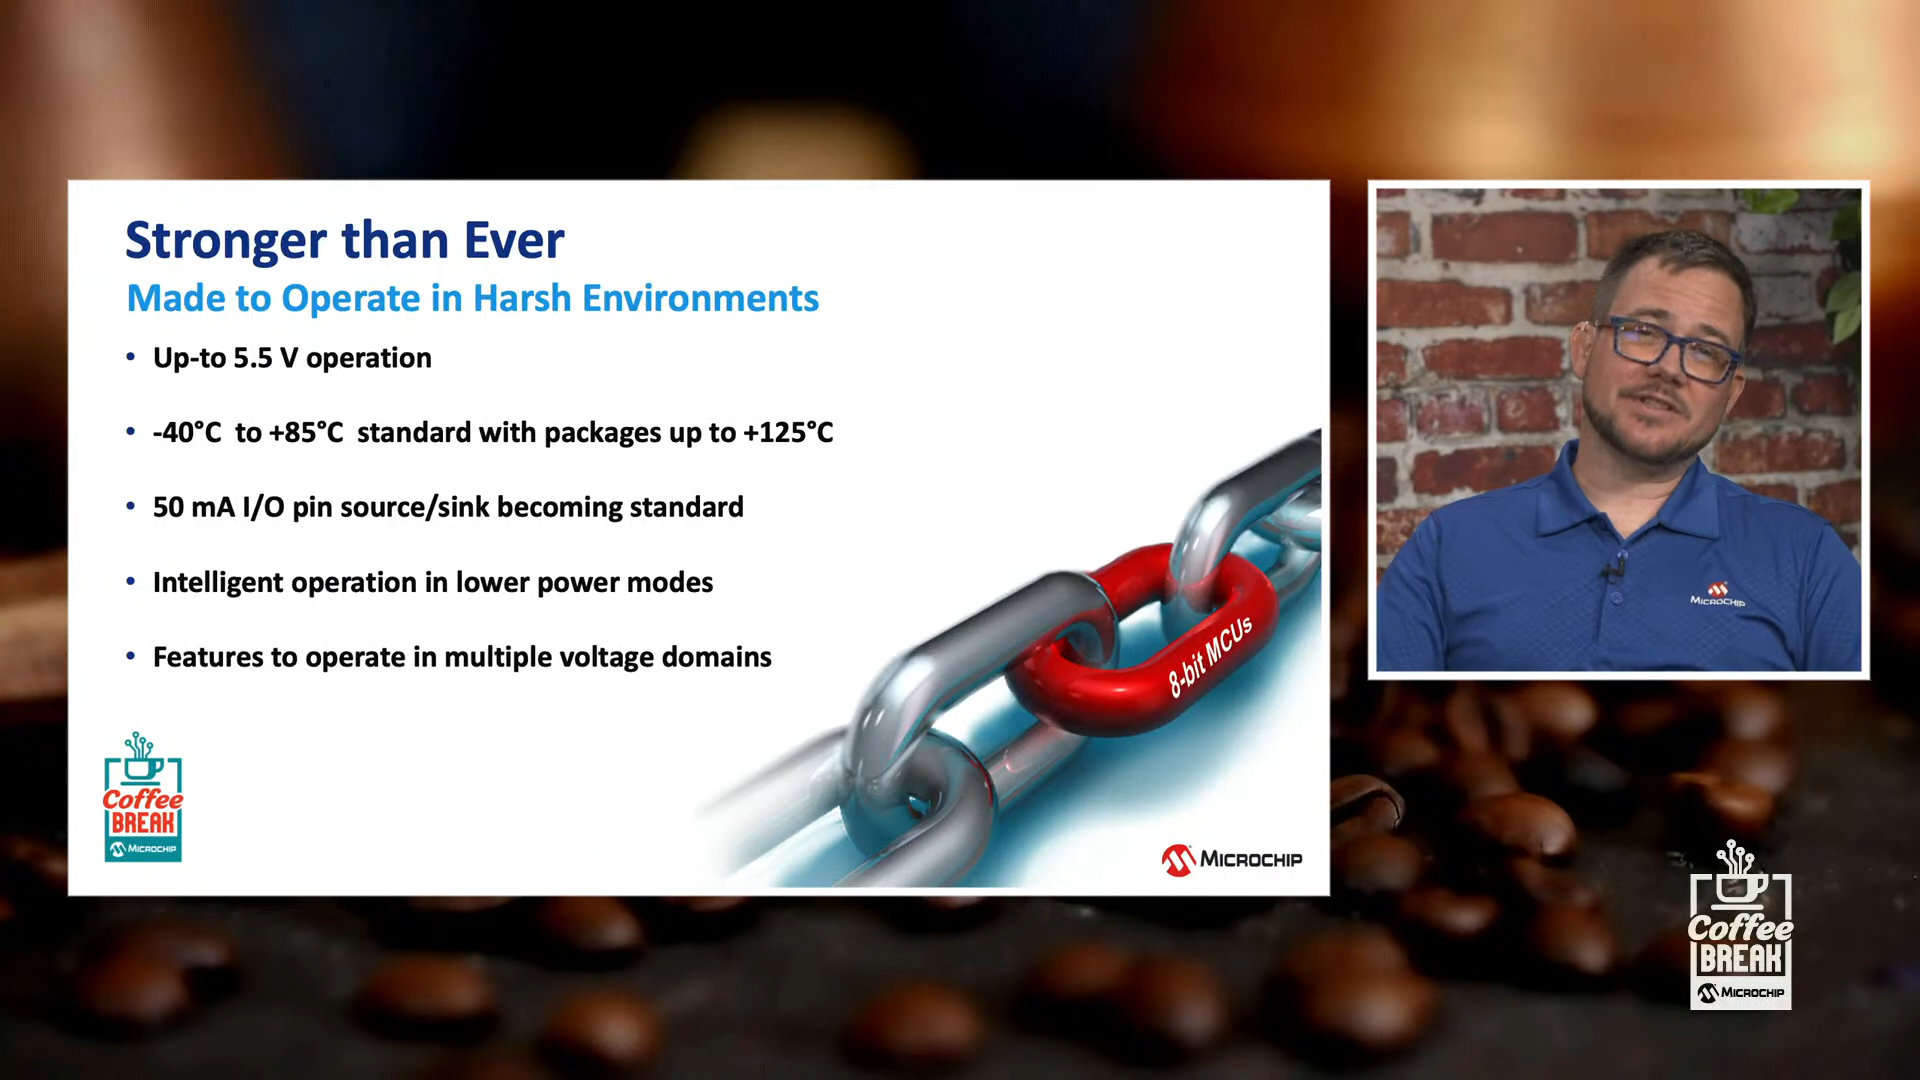 Stronger than Ever
Made to Operate in Harsh Environments
• Up-to 5.5 V operation
• -40°C to +85°C standard with packages up to +125°C
• 50 mA I/O pin source/sink becoming standard
• Intelligent operation in lower power modes
• Features to operate in multiple voltage domains
8-bit MCUs
Coffee
BREAK
MICROCHIP
MICROCHIP
MICROCHIP
Coffee
BREAK
MICROCHIP